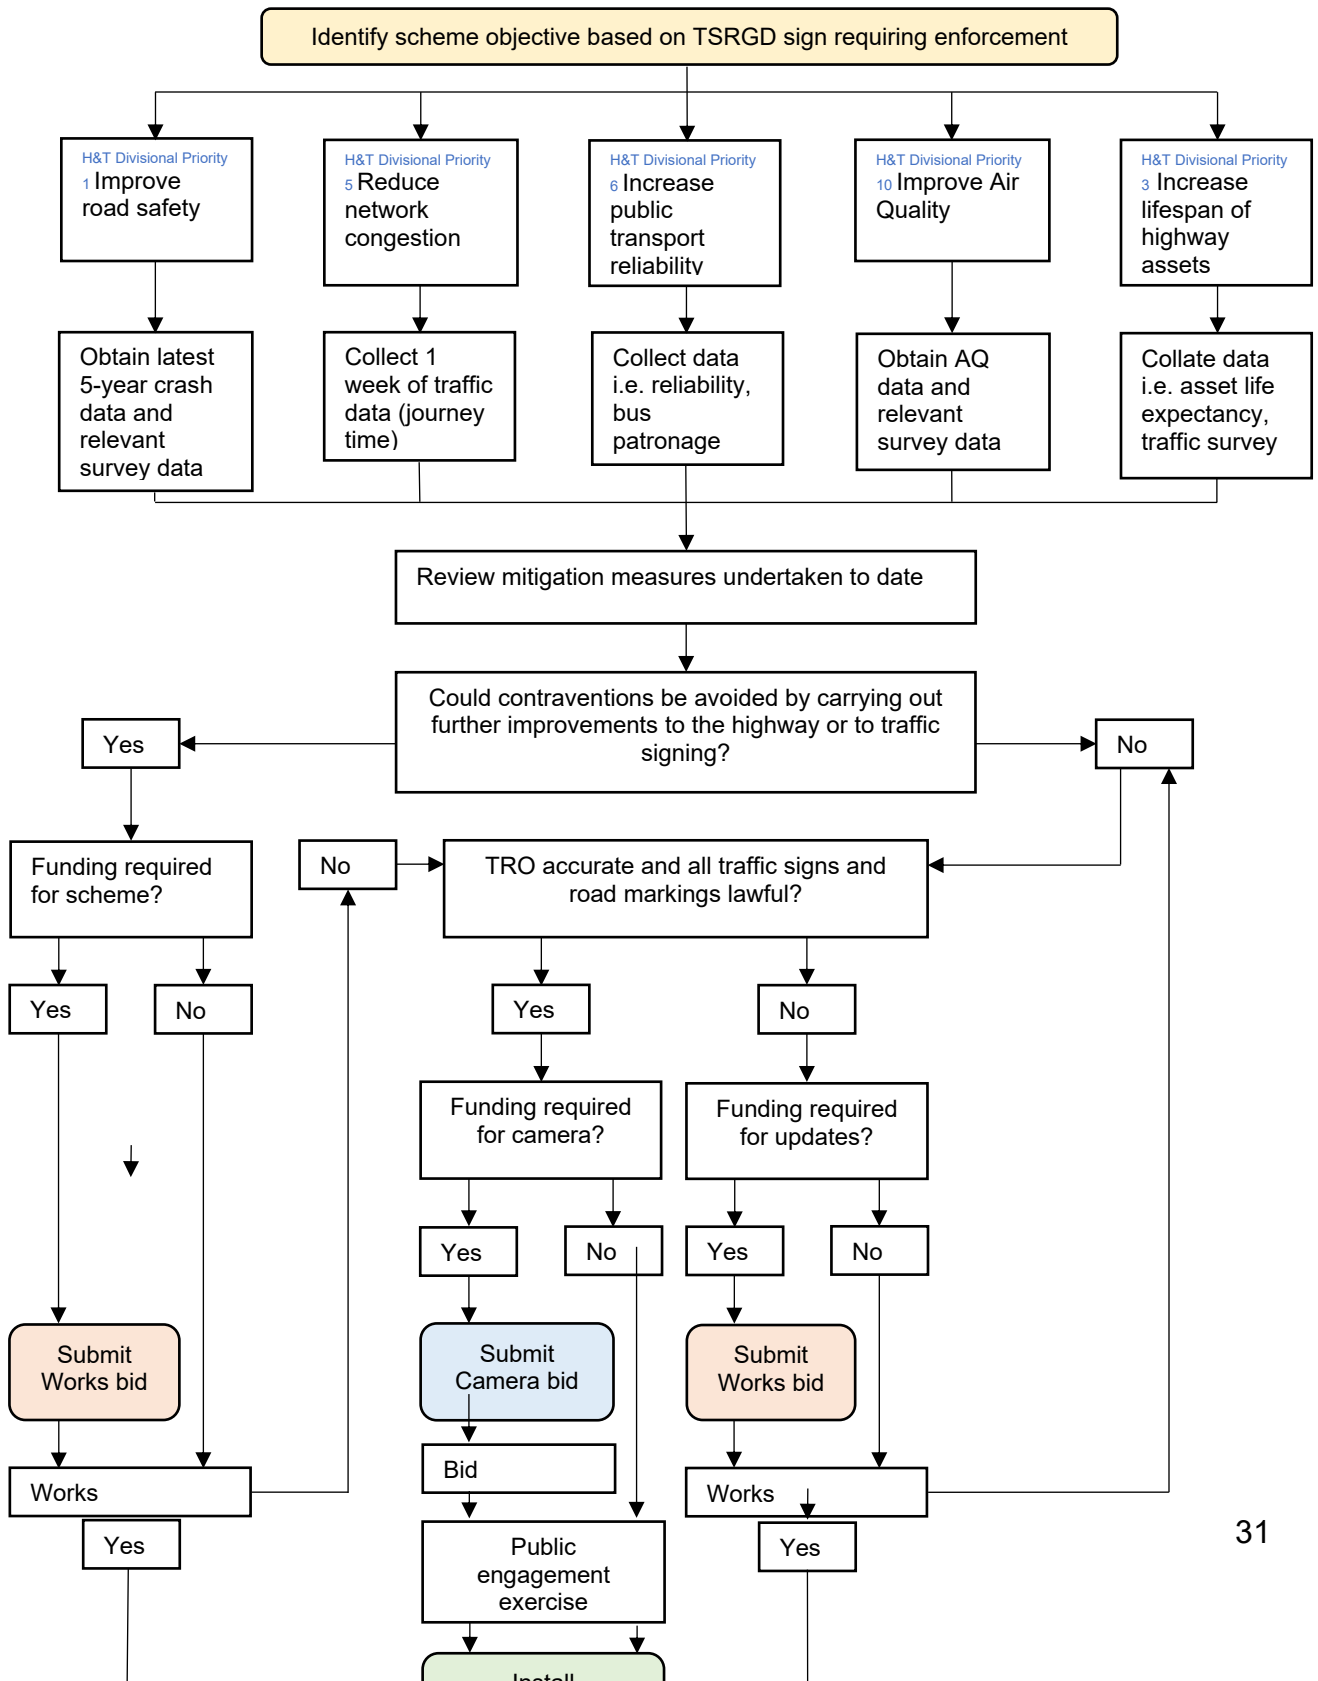 Identify scheme objective based on TSRGD sign requiring enforcement
H&T Divisional Priority
1 Improve
road safety
H&T Divisional Priority
5 Reduce
network
congestion
H&T Divisional Priority
6 Increase
public
transport
reliability
H&T Divisional Priority
10 Improve Air
Quality
H&T Divisional Priority
3 Increase
lifespan of
highway
assets
Obtain latest
5-year crash
data and
relevant
survey data
Collect 1
week of traffic
data (journey
time)
Collect data
i.e. reliability,
bus
patronage
Obtain AQ
data and
relevant
survey data
Collate data
i.e. asset life
expectancy,
traffic survey
Review mitigation measures undertaken to date
Could contraventions be avoided by carrying out
further improvements to the highway or to traffic
signing?
Yes
No
Funding required
for scheme?
No
TRO accurate and all traffic signs and
road markings lawful?
Yes
No
Yes
No
Funding required
for camera?
Funding required
for updates?
Yes
No
Yes
No
Submit
Works bid
Submit
Camera bid
Submit
Works bid
Bid
Works
Works
Yes
Public
engagement
exercise
Yes
31
Install